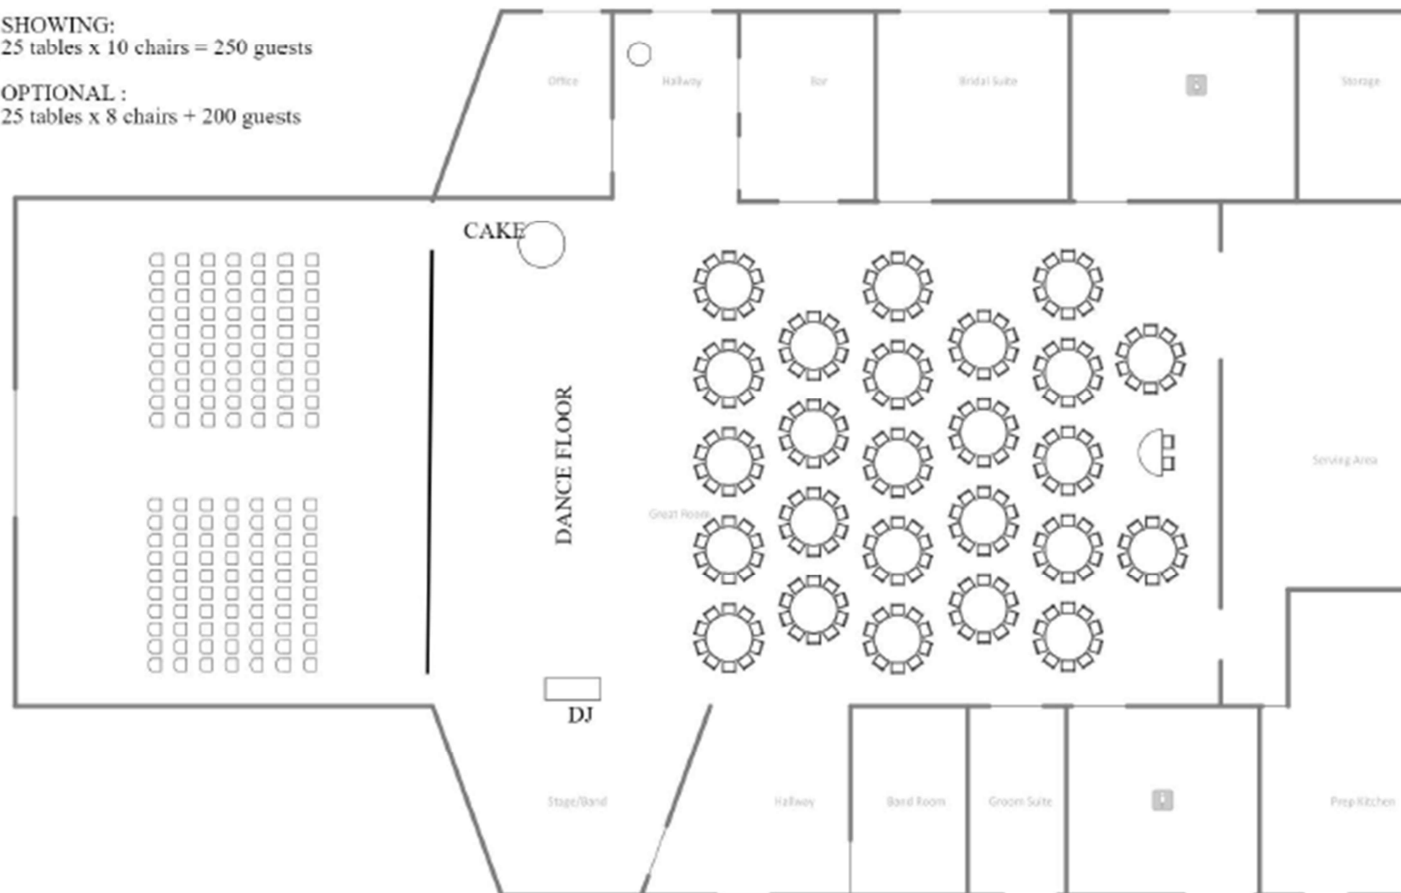 SHOWING:
25 tables x 10 chairs = 250 guests
OPTIONAL :
25 tables x 8 chairs + 200 guests
Office
Hallway
Bar
Bridal Suite
Storage
CAKE
DANCE FLOOR
Great Room
Serving Area
DJ
Stage/Band
Hallway
Band Room
Groom Suite
Prep Kitchen